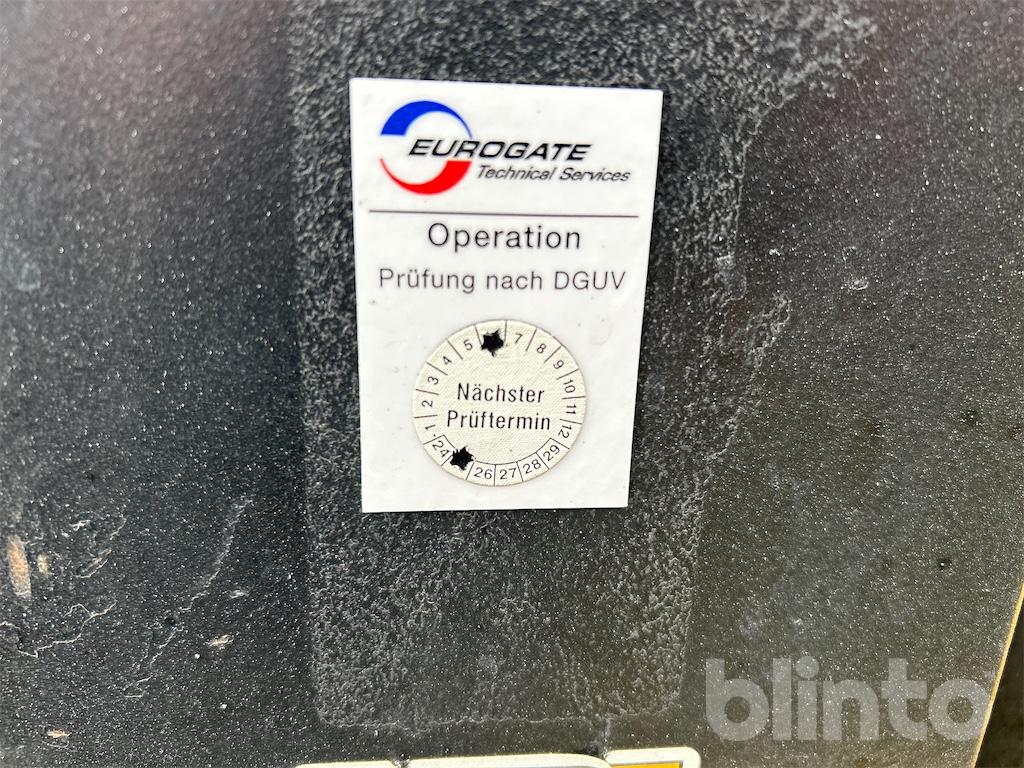 EUROGATE
Technical Services
Operation
Prüfung nach DGUV
1 2 3 4 5 7 8 9 10 11 12
Nächster
Prüftermin
24 26 27 28 29
blinto